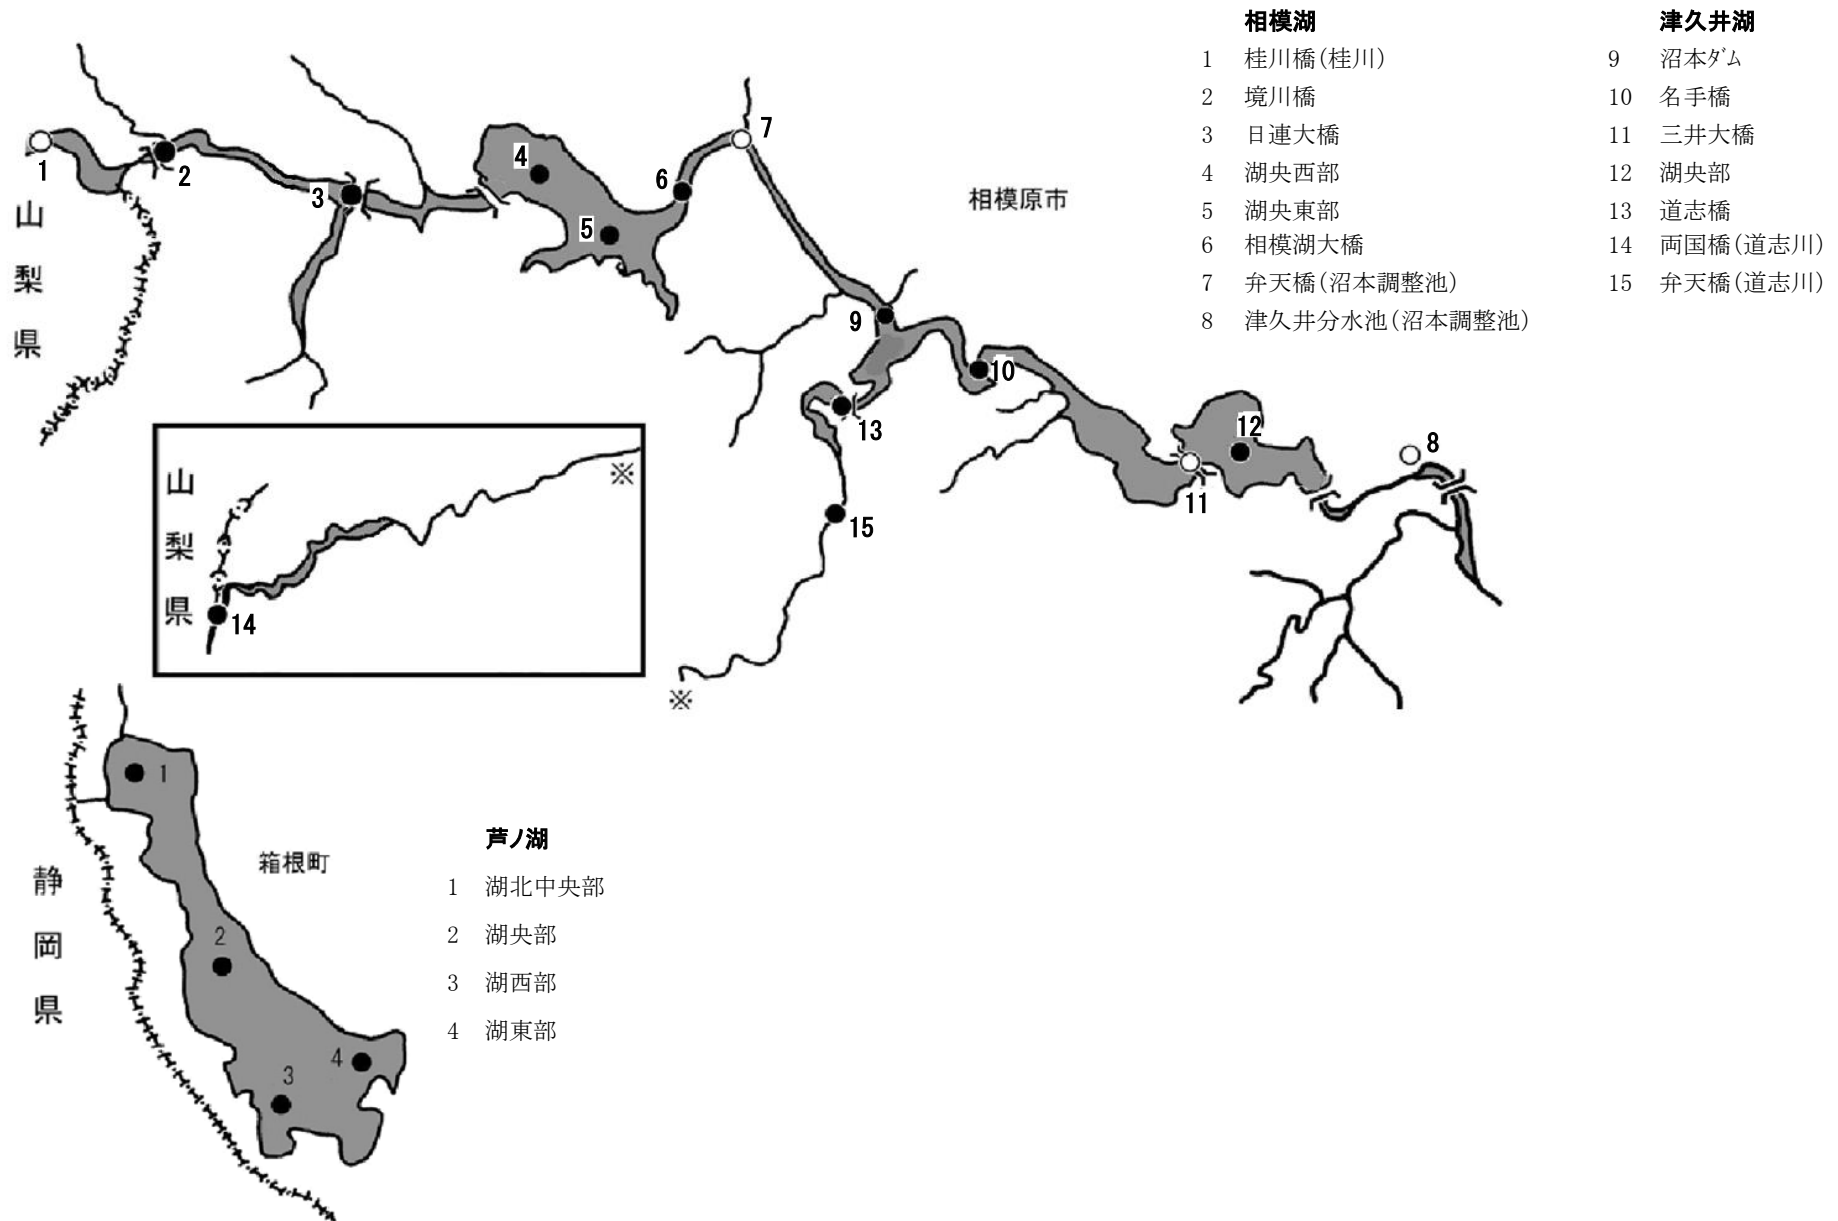 相模湖
1 桂川橋(桂川)
2 境川橋
3 日連大橋
4 湖央西部
5 湖央東部
6 相模湖大橋
7 弁天橋(沼本調整池)
8 津久井分水池(沼本調整池)
津久井湖
9 沼本ダム
10 名手橋
11 三井大橋
12 湖央部
13 道志橋
14 両国橋(道志川)
15 弁天橋(道志川)
1
2
3
4
5
6
7
相模原市
山梨県
9
10
13
15
11
12
8
※
山梨県
※
14
1
2
3
4
箱根町
静岡県
芦ノ湖
1 湖北中央部
2 湖央部
3 湖西部
4 湖東部